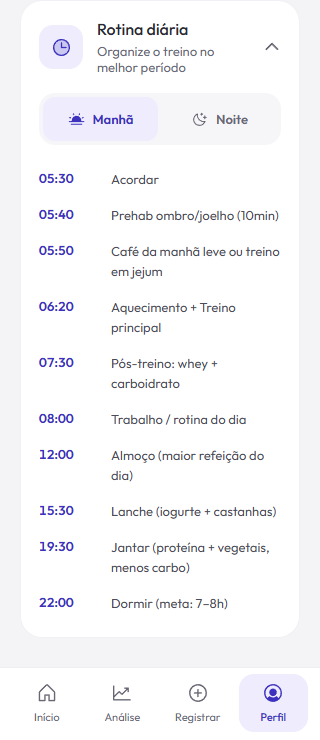 Rotina diária
Organize o treino no
melhor período
Manhã
Noite
05:30 Acordar
05:40 Prehab ombro/joelho (10min)
05:50 Café da manhã leve ou treino
em jejum
06:20 Aquecimento + Treino
principal
07:30 Pós-treino: whey +
carboidrato
08:00 Trabalho / rotina do dia
12:00 Almoço (maior refeição do
dia)
15:30 Lanche (iogurte + castanhas)
19:30 Jantar (proteína + vegetais,
menos carbo)
22:00 Dormir (meta: 7–8h)
Início
Análise
Registrar
Perfil